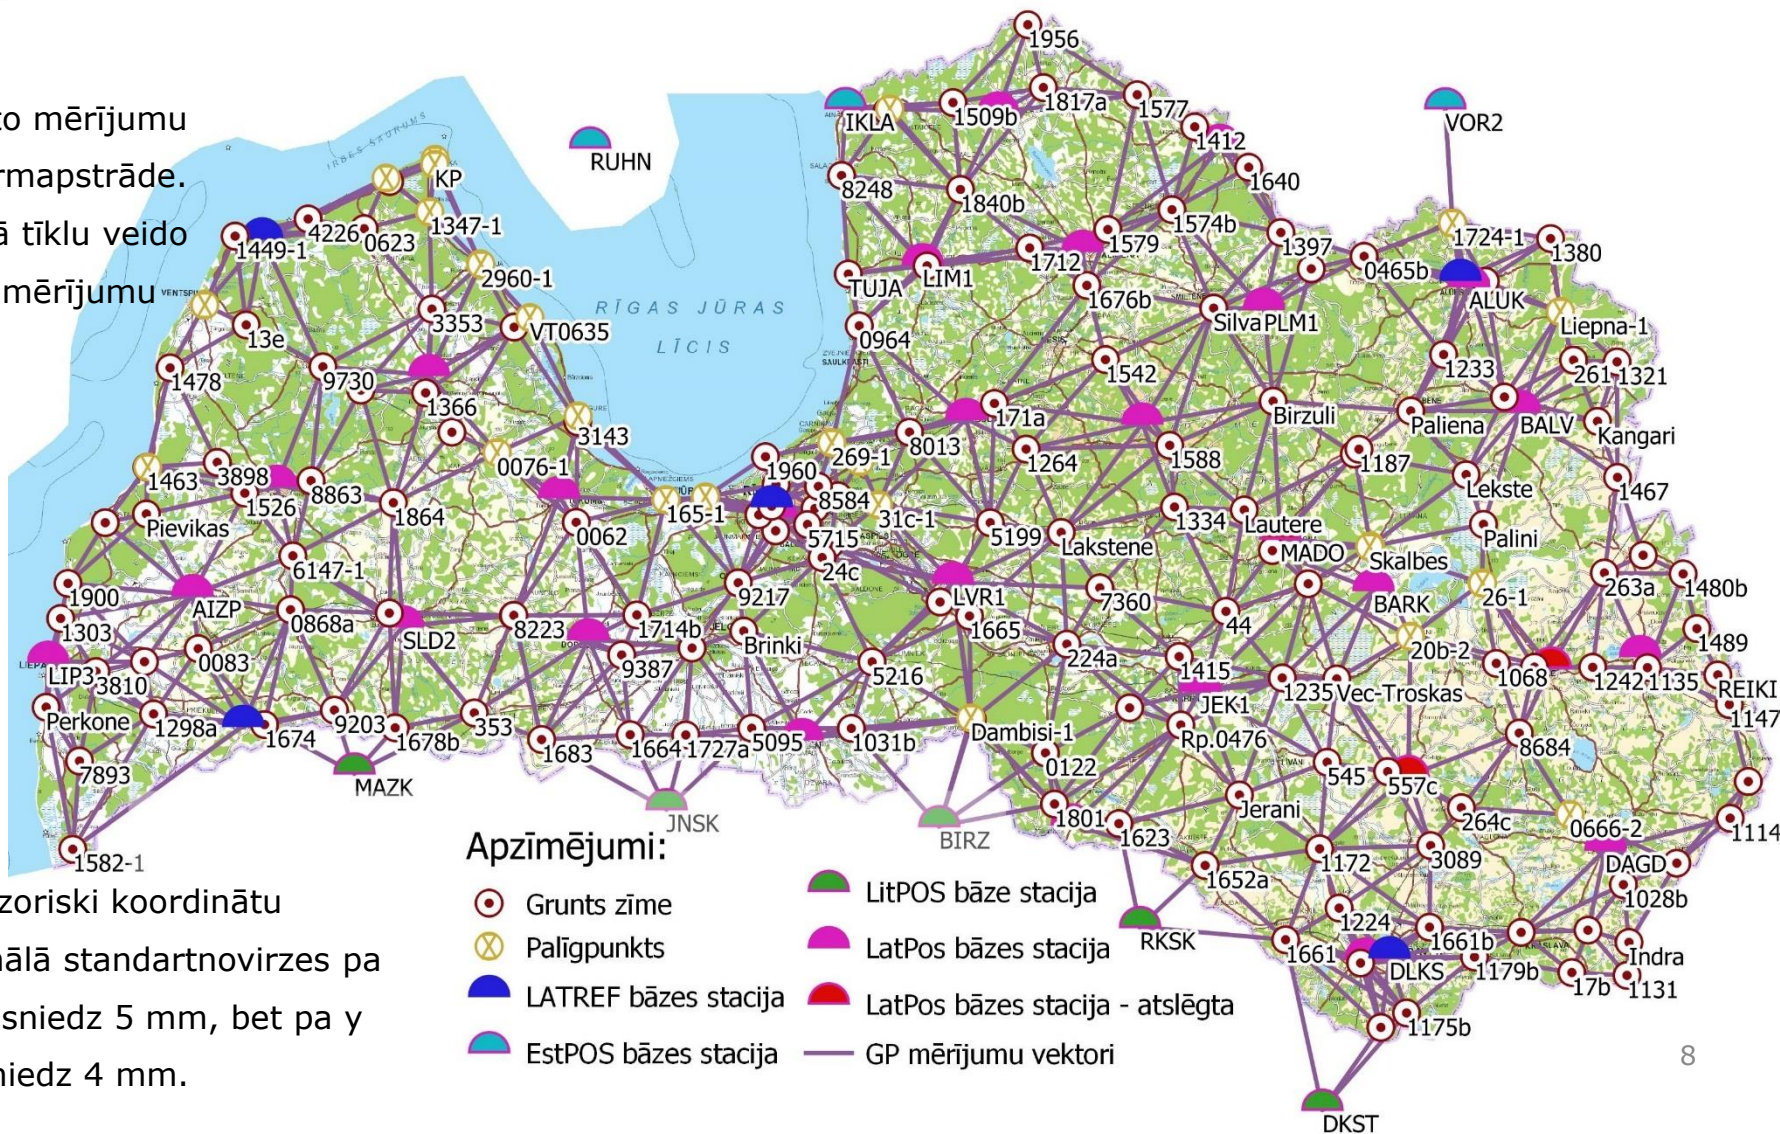 to mērījumu
rmapstrāde.
ā tīklu veido
mērījumu
zoriski koordinātu
nālā standartnovirzes pa
sniedz 5 mm, bet pa y
niedz 4 mm.
1956
RUHN
IKLA
1509b
1817a
1577
VOR2
1412
KP
8248
1840b
1640
1347-1
4226
0623
1449-1
1574b
1579
1397
1724-1
1380
2960-1
TUJA
LIM1
1712
0465b
ALUK
IRBES ŠAURUMS
RĪGAS JŪRAS
LĪCIS
1676b
SilvaPLM1
Liepna-1
13e
3353
VT0635
0964
1478
9730
1366
1542
1233
261
1321
3143
171a
Birzuli
Paliena
BALV
Kangari
0076-1
269-1
8013
1264
1588
1187
1463
3898
1526
8863
1864
1960
8584
165-1
31c-1
Lekste
1467
Pievikas
0062
5715
5199
Lakstene
1334
Lautere
MADO
Skalbes
Palini
6147-1
24c
1900
AIZP
9217
LVR1
7360
BARK
26-1
263a
1480b
1303
0868a
SLD2
8223
1714b
1665
44
0083
Brinki
224a
1415
20b-2
1489
LIP3
3810
9387
5216
1235
Vec-Troskas
1068
1242
1135
REIKI
JEK1
Perkone
1298a
1674
9203
1678b
353
1683
1664
1727a
5095
1031b
Dambisi-1
Rp.0476
1147
8684
7893
MAZK
0122
545
557c
JNSK
BIRZ
1801
1623
Jerani
264c
0666-2
1114
1582-1
1172
3089
DAGD
1652a
1028b
RKSK
1224
1661
1661b
DLKS
1179b
Indra
17b
1131
1175b
DKST
Apzīmējumi:
Grunts zīme
Palīgpunkts
LATREF bāzes stacija
EstPOS bāzes stacija
LitPOS bāze stacija
LatPos bāzes stacija
LatPos bāzes stacija - atslēgta
GP mērījumu vektori
8